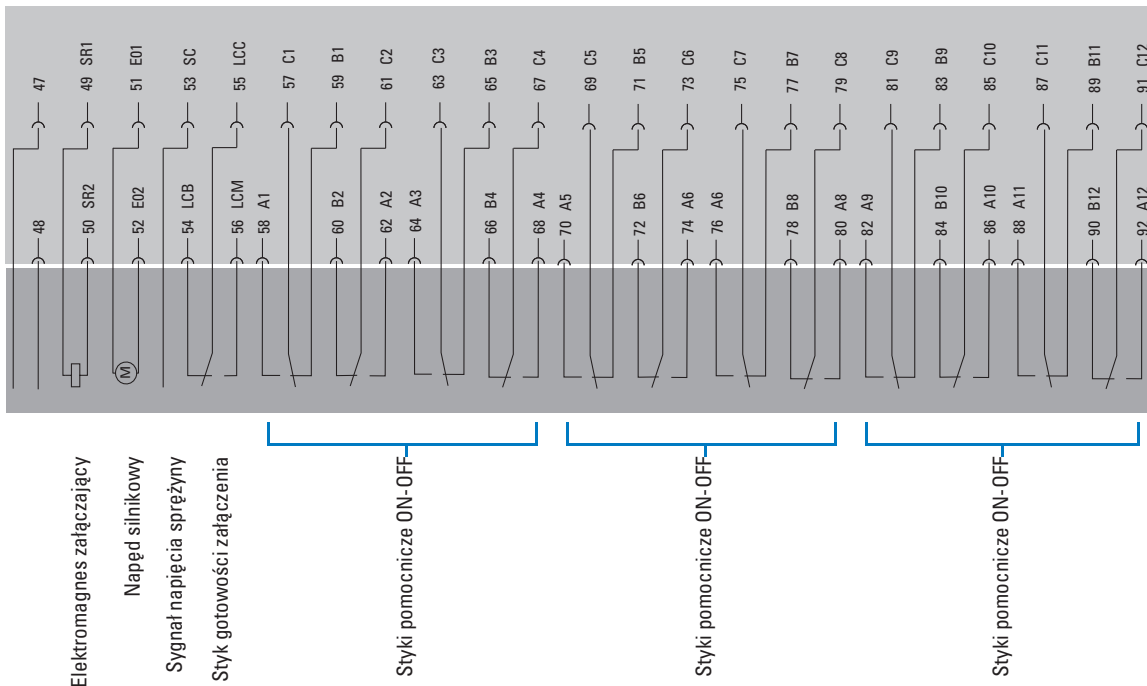 47
49 SR1
51 E01
53 SC
55 LCC
57 C1
59 B1
61 C2
63 C3
65 B3
67 C4
69 C5
71 B5
73 C6
75 C7
77 B7
79 C8
81 C9
83 B9
85 C10
87 C11
89 B11
91 C12
48
50 SR2
52 E02
54 LCB
56 LCM
58 A1
60 B2
62 A2
64 A3
66 B4
68 A4
70 A5
72 B6
74 A6
76 A6
78 B8
80 A8
82 A9
84 B10
86 A10
88 A11
90 B12
92 A12
M
Elektromagnes załączający
Napęd silnikowy
Sygnał napięcia sprężyny
Styk gotowości załączenia
Styki pomocnicze ON-OFF
Styki pomocnicze ON-OFF
Styki pomocnicze ON-OFF